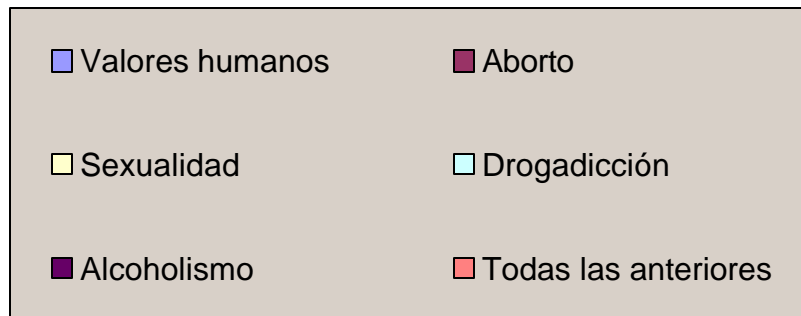 Valores humanos Aborto
Sexualidad Drogadicción
Alcoholismo Todas las anteriores